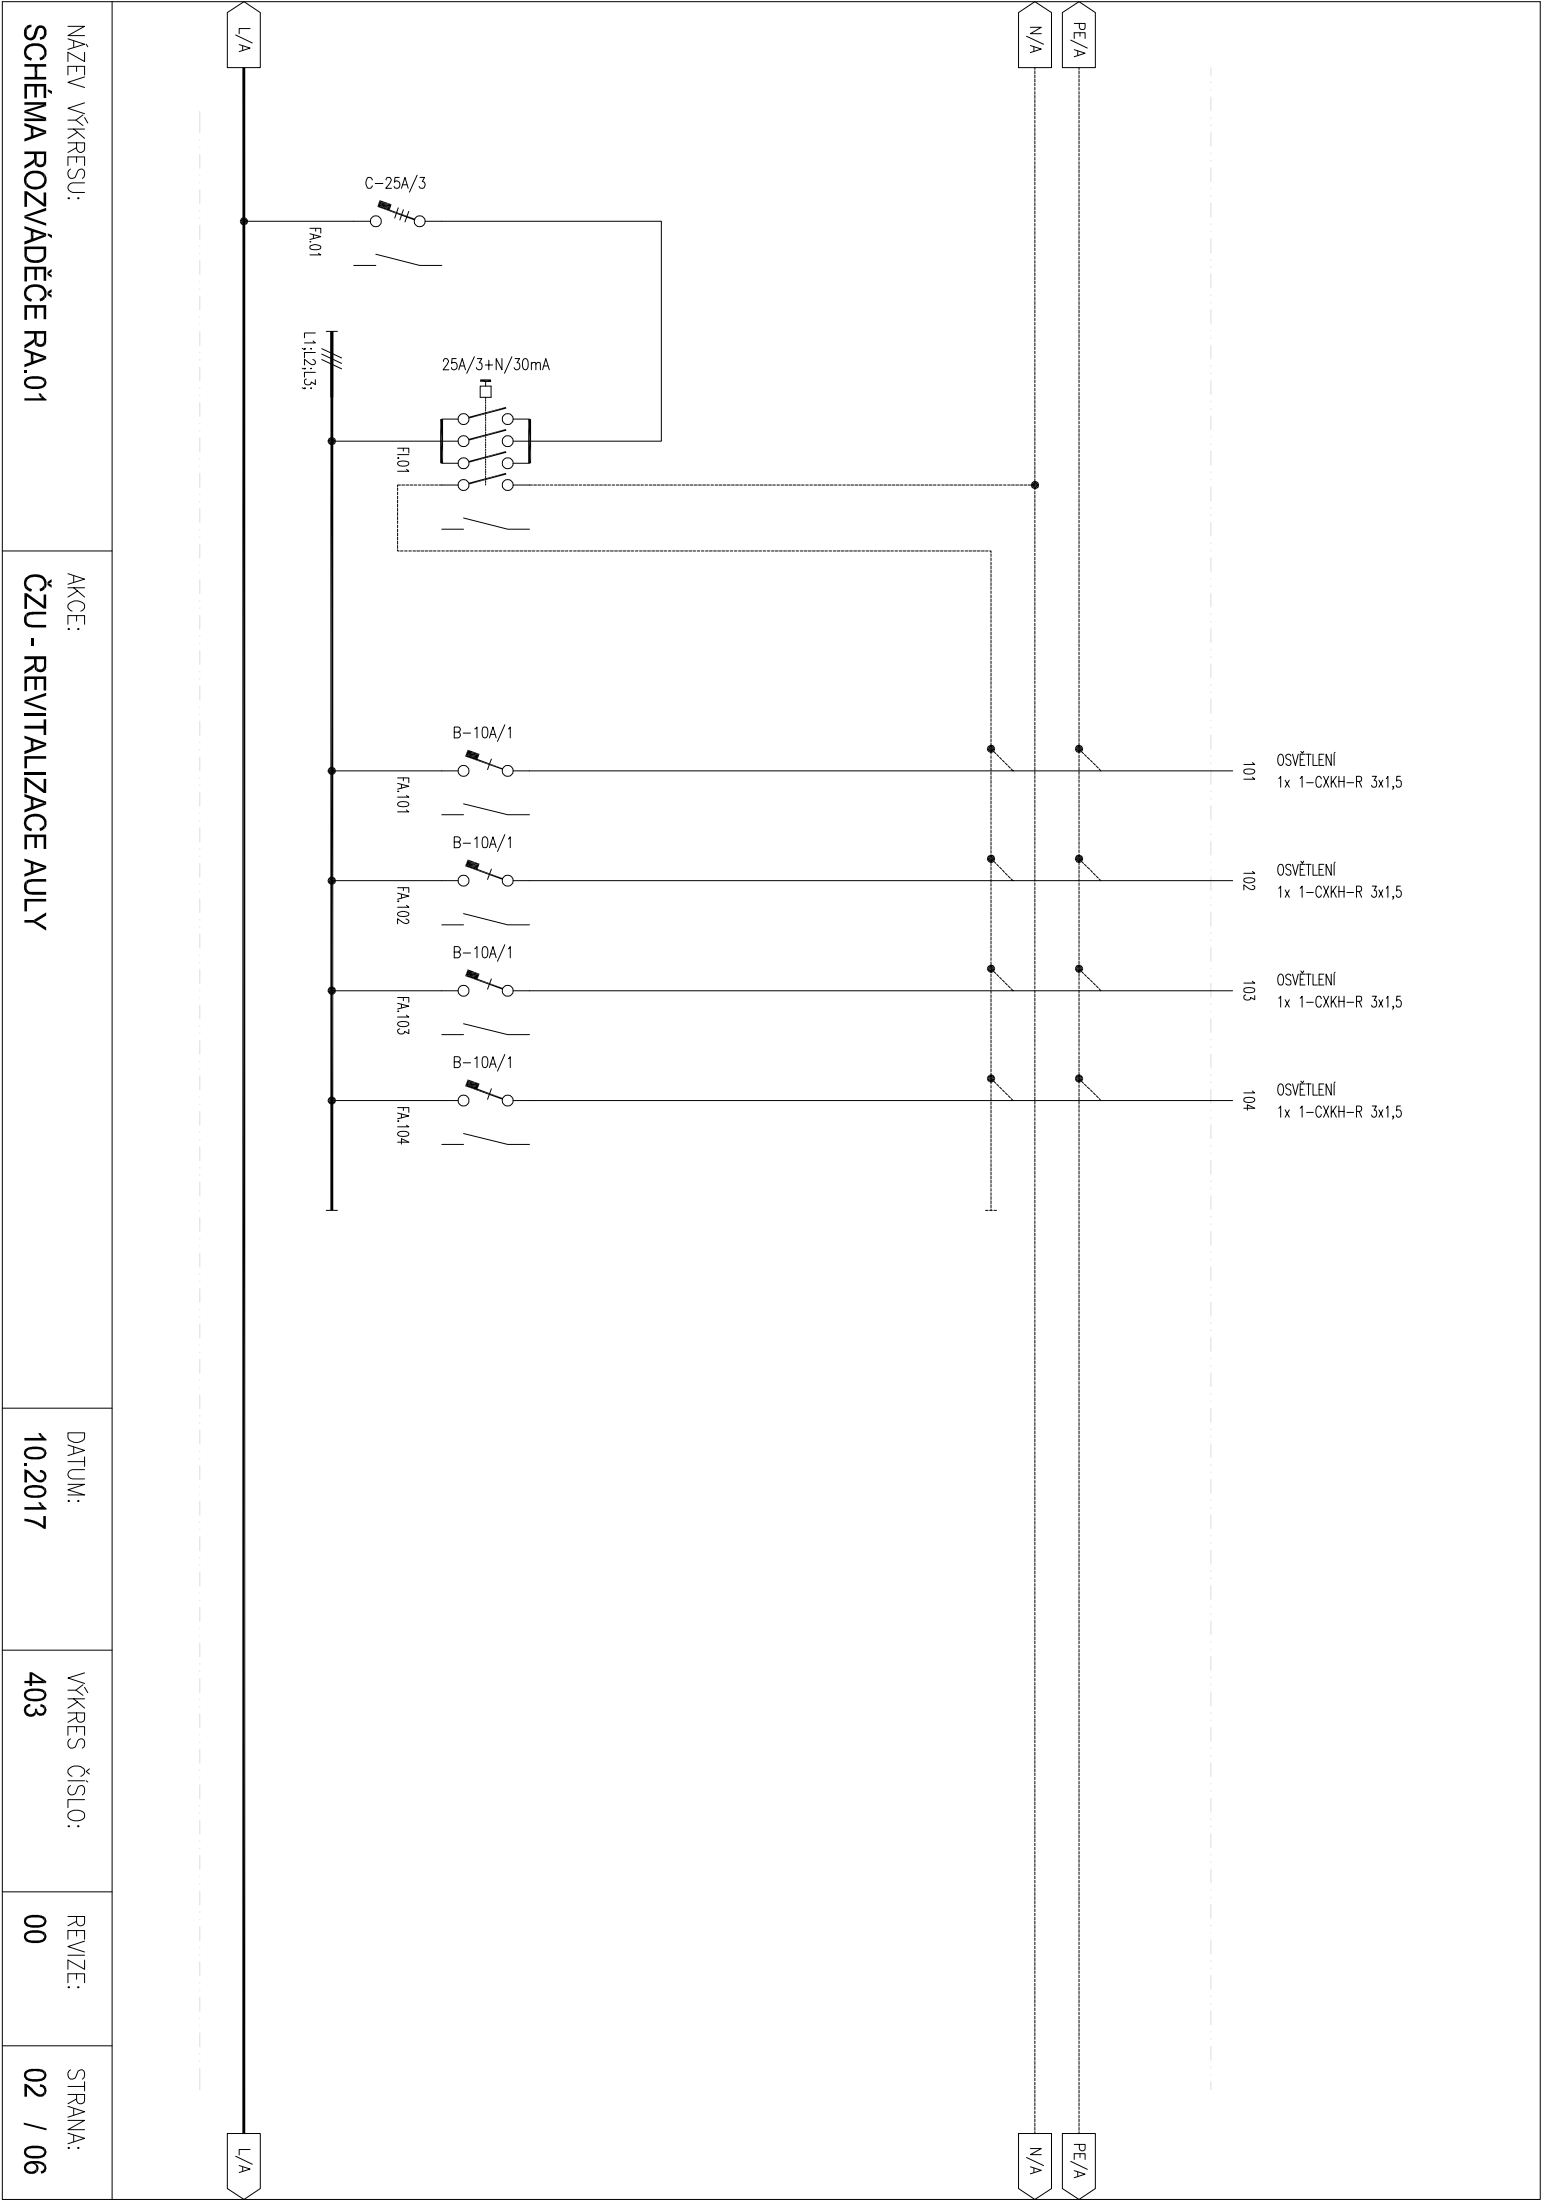 L/A
N/A
PE/A
C-25A/3
FA.01
L1;L2;L3;
25A/3+N/30mA
FI.01
B-10A/1
FA.101
101
OSVĚTLENÍ
1x 1-CXKH-R 3x1,5
B-10A/1
FA.102
102
OSVĚTLENÍ
1x 1-CXKH-R 3x1,5
B-10A/1
FA.103
103
OSVĚTLENÍ
1x 1-CXKH-R 3x1,5
B-10A/1
FA.104
104
OSVĚTLENÍ
1x 1-CXKH-R 3x1,5
L/A
N/A
PE/A
NÁZEV VÝKRESU:
SCHÉMA ROZVÁDĚČE RA.01
AKCE:
ČZU - REVITALIZACE AULY
DATUM:
10.2017
VÝKRES ČÍSLO:
403
REVIZE:
00
STRANA:
02 / 06